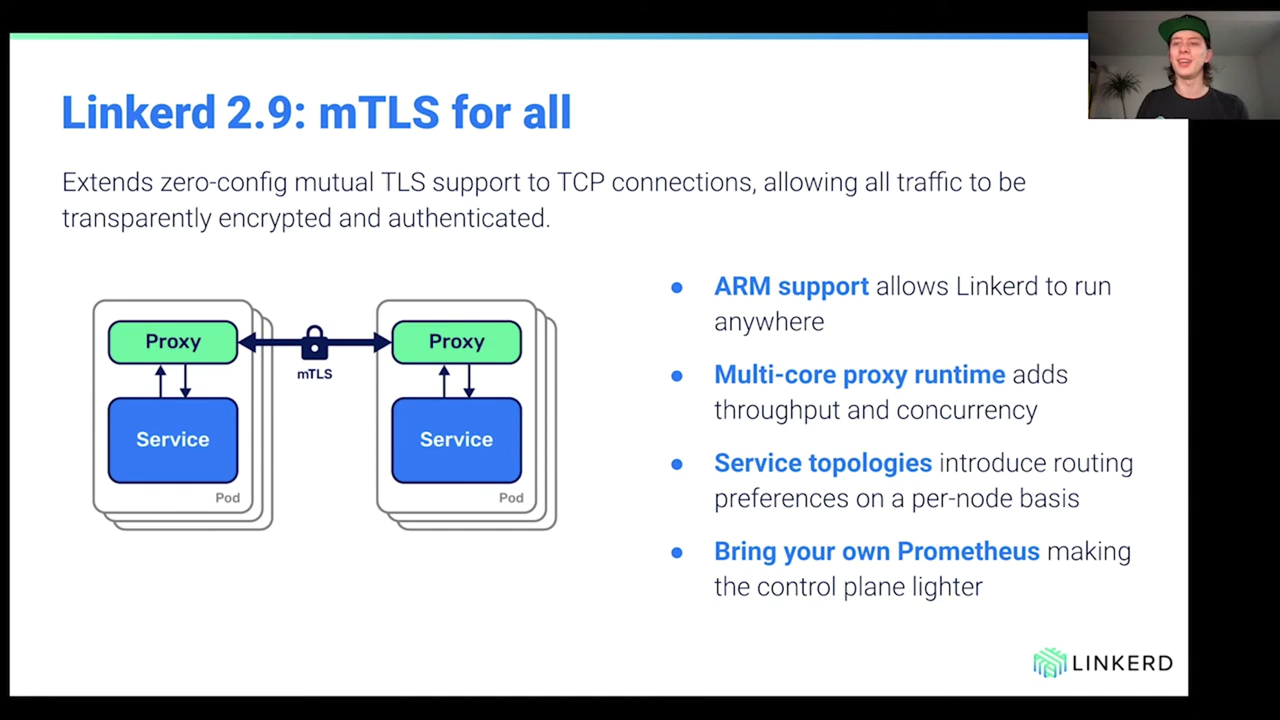 Linkerd 2.9: mTLS for all
Extends zero-config mutual TLS support to TCP connections, allowing all traffic to be
transparently encrypted and authenticated.
Proxy
mTLS
Proxy
Service
Service
Pod
Pod
● ARM support allows Linkerd to run
anywhere
● Multi-core proxy runtime adds
throughput and concurrency
● Service topologies introduce routing
preferences on a per-node basis
● Bring your own Prometheus making
the control plane lighter
LINKERD